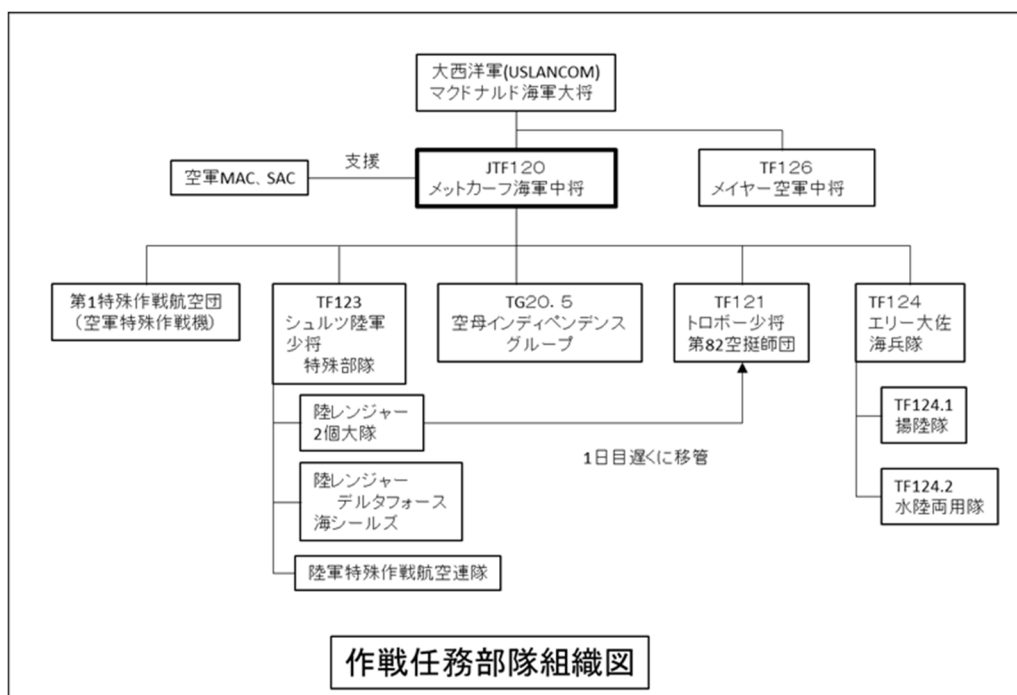 大西洋軍(USLANCOM)
マクドナルド海軍大将
空軍MAC、SAC
支援
JTF120
メットカーフ海軍中将
TF126
メイヤー空軍中将
第1特殊作戦航空団
（空軍特殊作戦機）
TF123
シュルツ陸軍
少将
特殊部隊
TG20．5
空母インディペンデンス
グループ
TF121
トロボー少将
第82空挺師団
TF124
エリー大佐
海兵隊
陸レンジャー
2個大隊
1日目遅くに移管
TF124.1
揚陸隊
陸レンジャー
デルタフォース
海シールズ
TF124.2
水陸両用隊
陸軍特殊作戦航空連隊
作戦任務部隊組織図